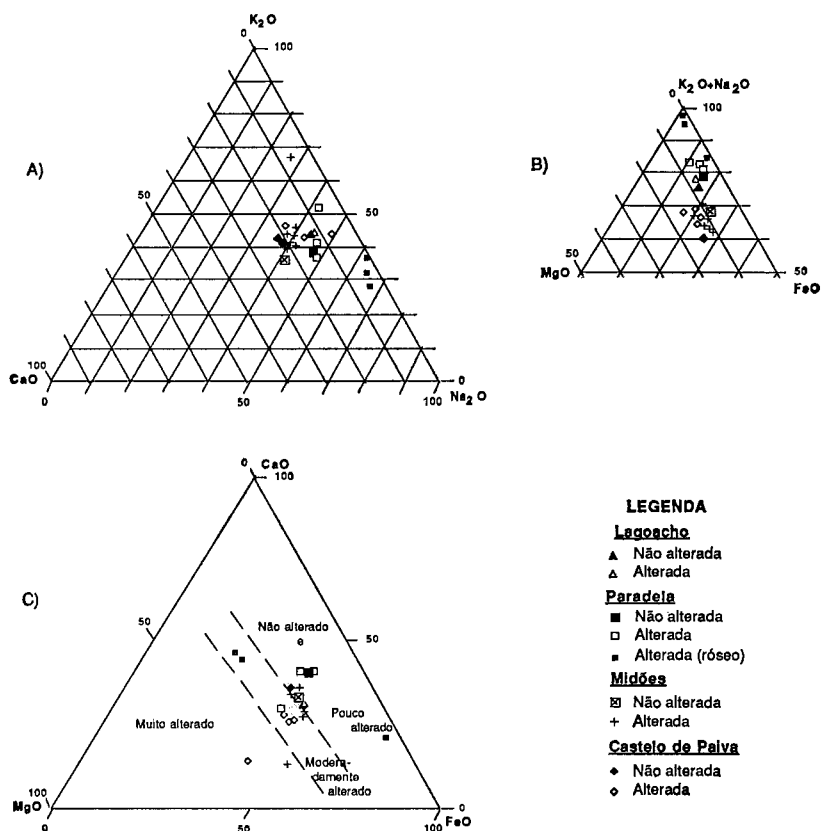 A)
K2O
0 100
50
50
100
CaO
0
50
100
0
Na2O
B)
K2O+Na2O
0 100
50
MgO
50
FeO
C)
CaO
0 100
50
50
Não alterado
e
Pouco
alterado
Muito alterado
Modera-
damente
alterado
100
MgO
0
50
100
0
FeO
LEGENDA
Lagoacho
Não alterada
Alterada
Paradela
Não alterada
Alterada
Alterada (róseo)
Midões
Não alterada
Alterada
Castelo de Paiva
Não alterada
Alterada